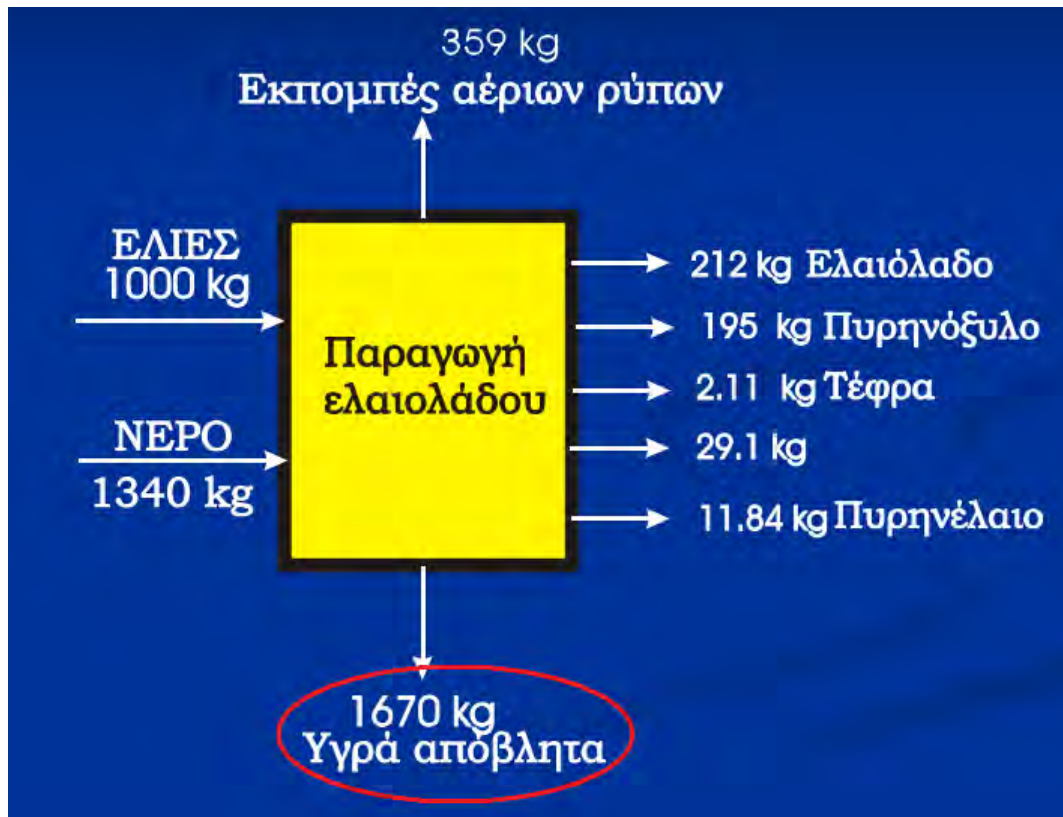 359 kg
Εκπομπές αέριων ρύπων
ΕΛΙΕΣ
1000 kg
ΝΕΡΟ
1340 kg
Παραγωγή
ελαιολάδου
212 kg Ελαιόλαδο
195 kg Πυρηνόξυλο
2.11 kg Τέφρα
29.1 kg
11.84 kg Πυρηνέλαιο
1670 kg
Υγρά απόβλητα